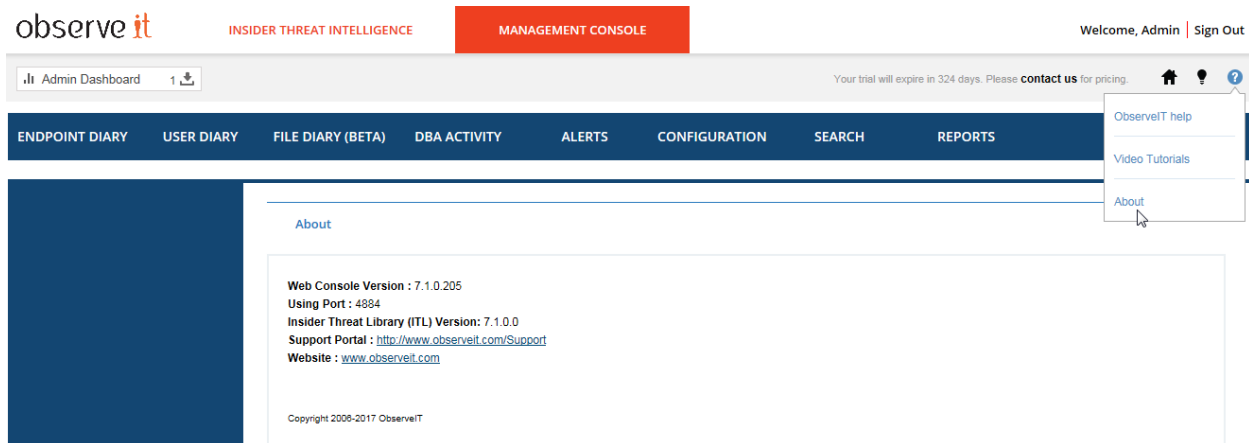 observe it
INSIDER THREAT INTELLIGENCE
MANAGEMENT CONSOLE
Welcome, Admin | Sign Out
Admin Dashboard 1
Your trial will expire in 324 days. Please contact us for pricing.
?
ObserveIT help
Video Tutorials
About
ENDPOINT DIARY USER DIARY FILE DIARY (BETA) DBA ACTIVITY ALERTS CONFIGURATION SEARCH REPORTS
About
Web Console Version : 7.1.0.205
Using Port : 4884
Insider Threat Library (ITL) Version: 7.1.0.0
Support Portal : http://www.observeit.com/Support
Website : www.observeit.com
Copyright 2006-2017 ObserveIT